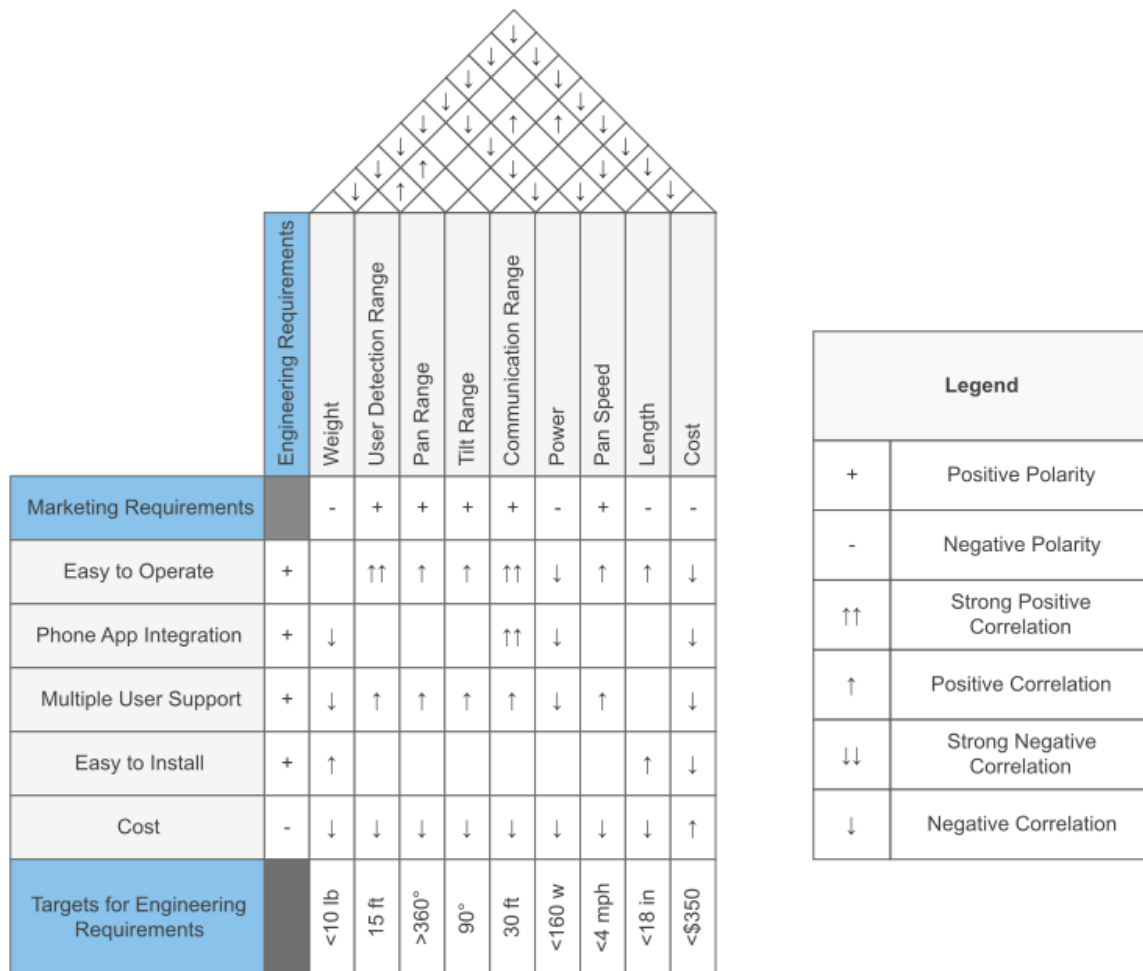 ↓
↓ ↓
↓ ↓
↓ ↓
↓ ↓ ↑ ↑ ↓
↓ ↓ ↓
↓ ↑ ↓ ↓ ↓
↓ ↑ ↓ ↓ ↓
Engineering Requirements
Weight
User Detection Range
Pan Range
Tilt Range
Communication Range
Power
Pan Speed
Length
Cost
Marketing Requirements - + + + + - + - -
Easy to Operate + ↑↑ ↑ ↑ ↑↑ ↓ ↑ ↑ ↓
Phone App Integration + ↓ ↑↑ ↓ ↓
Multiple User Support + ↓ ↑ ↑ ↑ ↑ ↓ ↑ ↓
Easy to Install + ↑ ↑ ↓
Cost - ↓ ↓ ↓ ↓ ↓ ↓ ↓ ↓ ↑
Targets for Engineering
Requirements
<10 lb
15 ft
>360°
90°
30 ft
<160 w
<4 mph
<18 in
<$350
Legend
+ Positive Polarity
- Negative Polarity
↑↑ Strong Positive
Correlation
↑ Positive Correlation
↓↓ Strong Negative
Correlation
↓ Negative Correlation